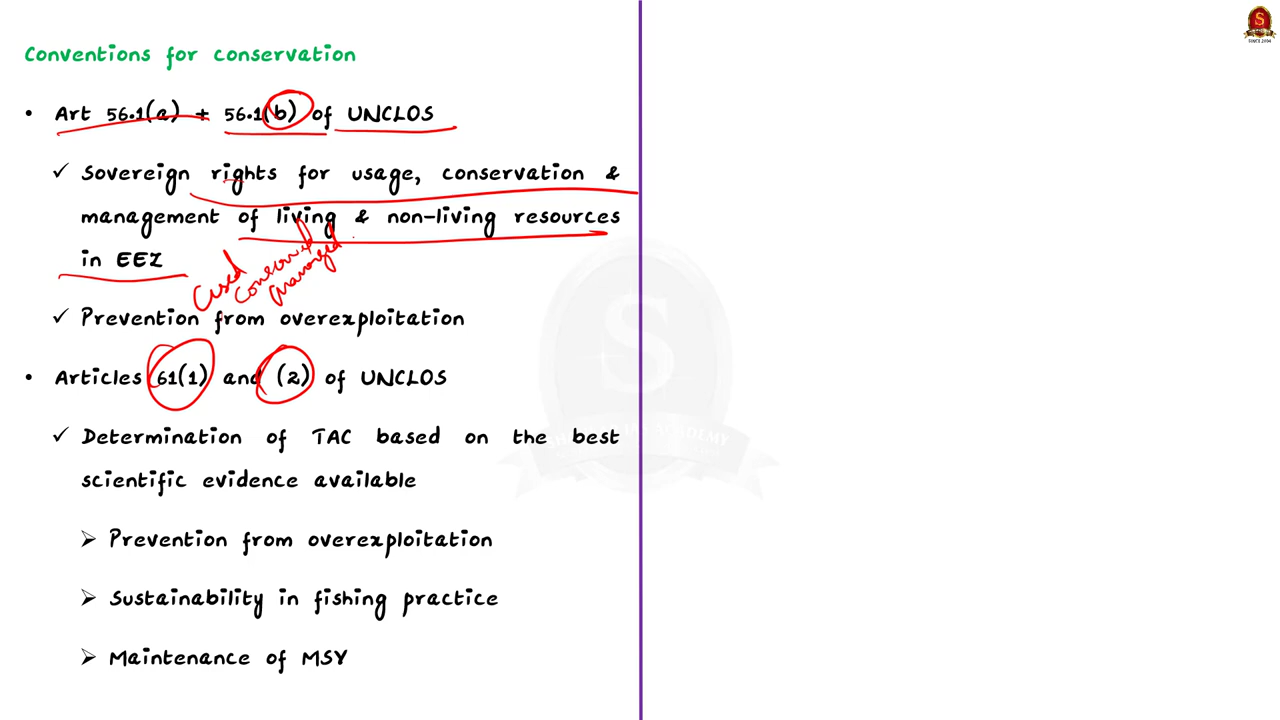 Conventions for conservation
• Art 56.1(a) + 56.1(b) of UNCLOS
✓ Sovereign rights for usage, conservation &
management of living & non-living resources
in EEZ
used
conserved
managed
✓ Prevention from overexploitation
• Articles 61(1) and (2) of UNCLOS
✓ Determination of TAC based on the best
scientific evidence available
➢ Prevention from overexploitation
➢ Sustainability in fishing practice
➢ Maintenance of MSY
S
SINCE 2004